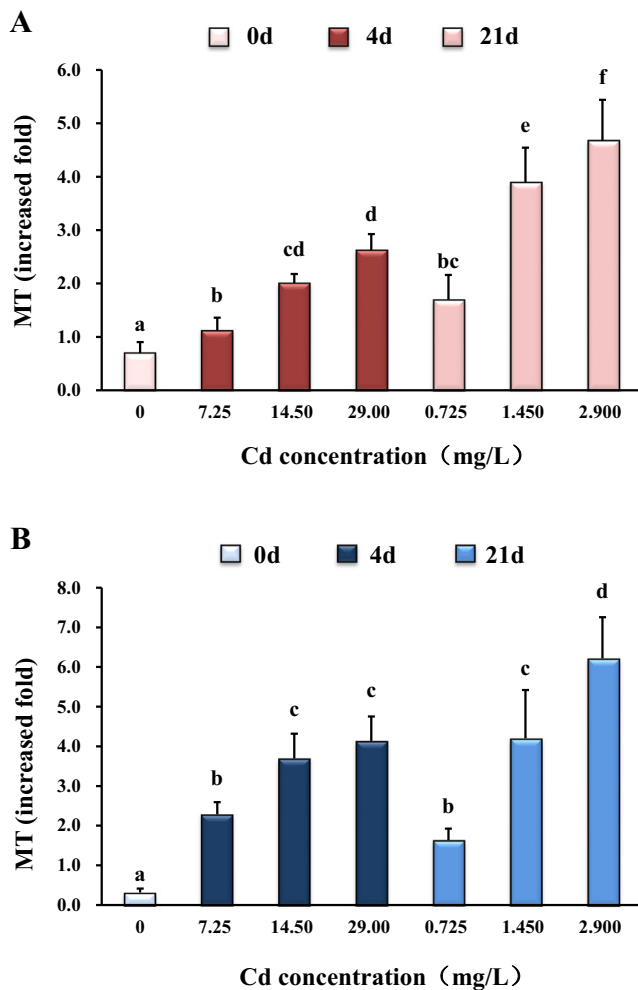 A
0d 4d 21d
6.0
5.0
4.0
3.0
2.0
1.0
0.0
MT (increased fold)
a b cd d bc e f
0 7.25 14.50 29.00 0.725 1.450 2.900
Cd concentration（mg/L）
B
0d 4d 21d
8.0
7.0
6.0
5.0
4.0
3.0
2.0
1.0
0.0
MT (increased fold)
a b c c b c d
0 7.25 14.50 29.00 0.725 1.450 2.900
Cd concentration（mg/L）